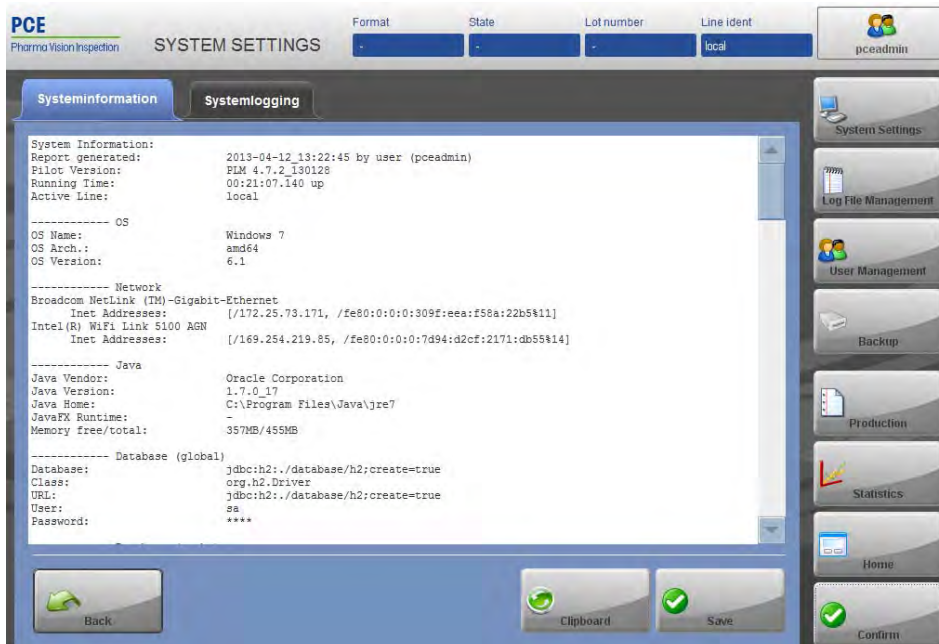 PCE
Pharma Vision Inspection
SYSTEM SETTINGS
Format
-
State
-
Lot number
-
Line ident
local
pceadmin
Systeminformation
Systemlogging
System Information:
Report generated: 2013-04-12_13:22:45 by user (pceadmin)
Pilot Version: PLM 4.7.2_130128
Running Time: 00:21:07.140 up
Active Line: local
------------ OS
OS Name: Windows 7
OS Arch.: amd64
OS Version: 6.1
------------ Network
Broadcom NetLink (TM)-Gigabit-Ethernet
Inet Addresses: [/172.25.73.171, /fe80:0:0:0:309f:eea:f58a:22b5%11]
Intel(R) WiFi Link 5100 AGN
Inet Addresses: [/169.254.219.85, /fe80:0:0:0:7d94:d2cf:2171:db55%14]
------------ Java
Java Vendor: Oracle Corporation
Java Version: 1.7.0_17
Java Home: C:\Program Files\Java\jre7
JavaFX Runtime: -
Memory free/total: 357MB/455MB
------------ Database (global)
Database: jdbc:h2:./database/h2;create=true
Class: org.h2.Driver
URL: jdbc:h2:./database/h2;create=true
User: sa
Password: ****
System Settings
Log File Management
User Management
Backup
Production
Statistics
Home
Confirm
Back
Clipboard
Save